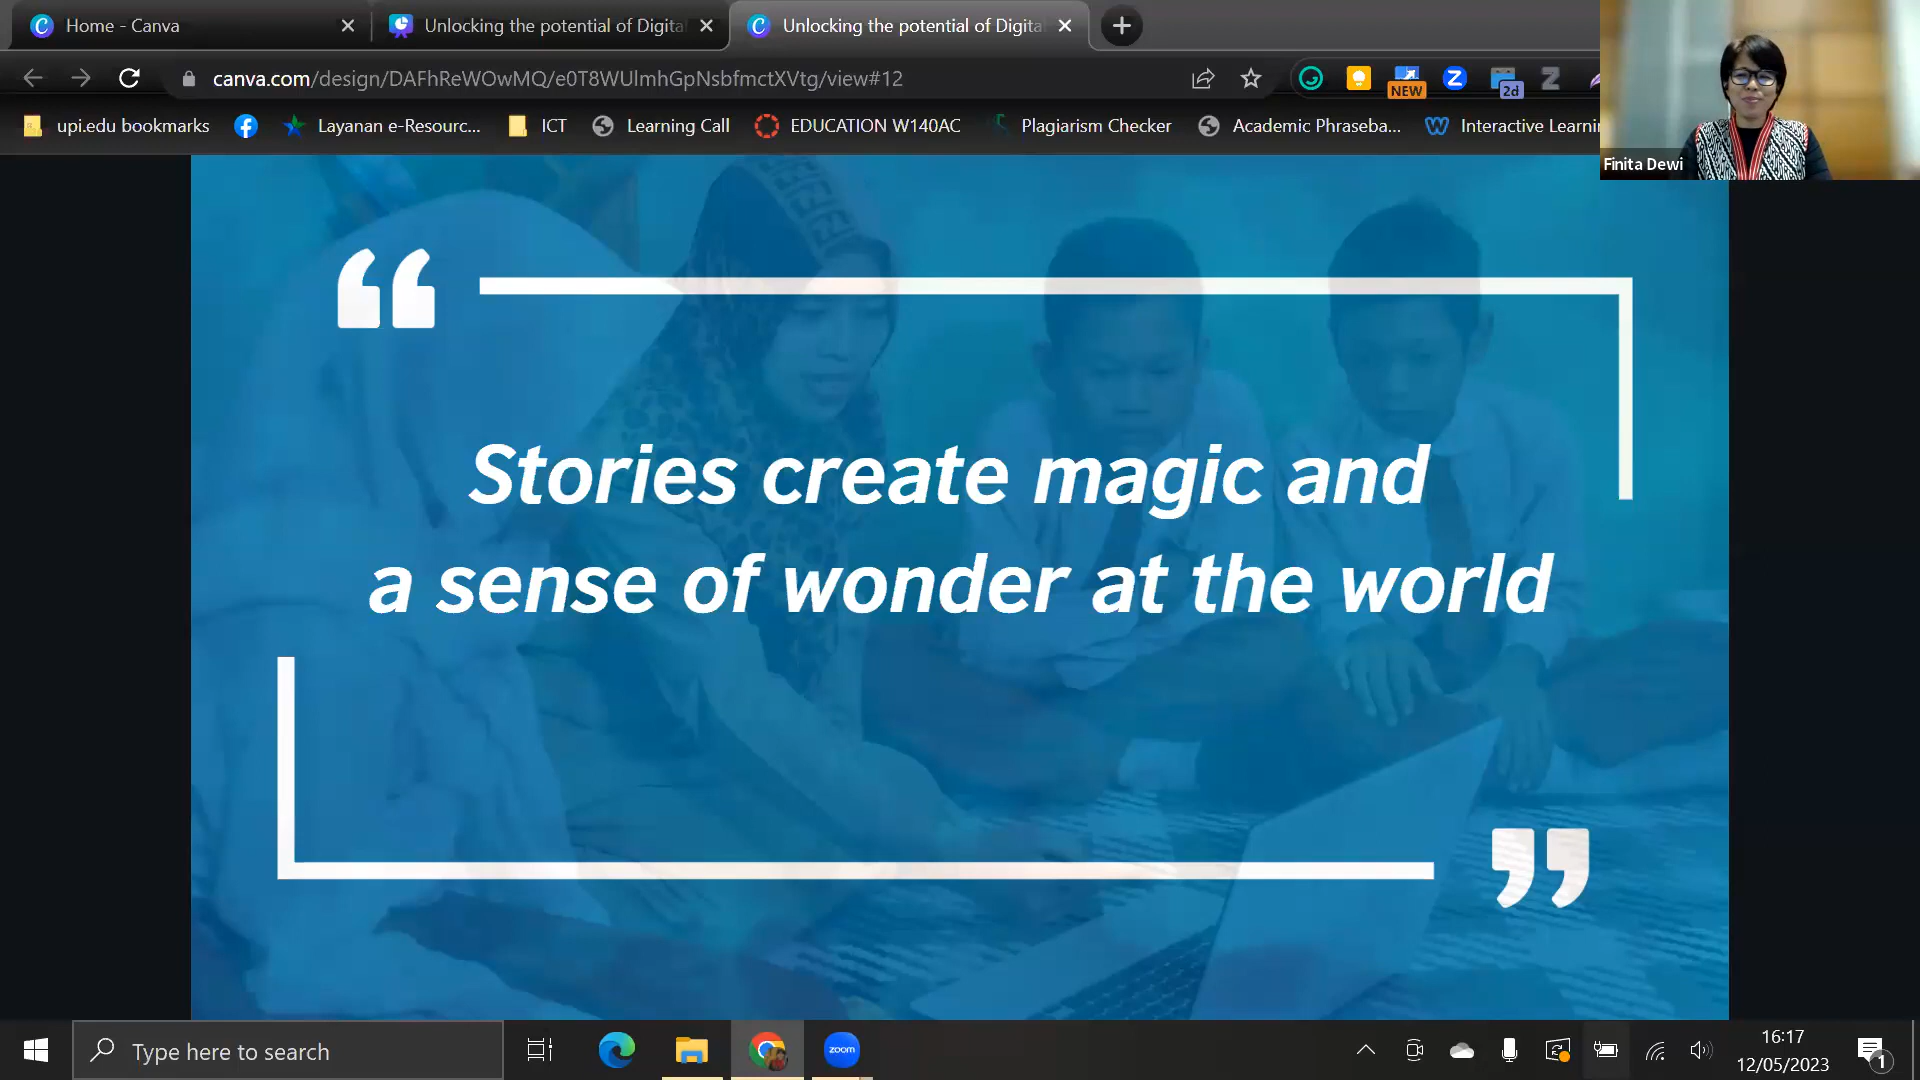 Home - Canva
Unlocking the potential of Digita
Unlocking the potential of Digita
canva.com/design/DAFhReWOwMQ/e0T8WUlmhGpNsbfmctXVtg/view#12
NEW
2d
upi.edu bookmarks
Layanan e-Resourc...
ICT
Learning Call
EDUCATION W140AC
Plagiarism Checker
Academic Phraseba...
Interactive Learni
Finita Dewi
“
Stories create magic and
a sense of wonder at the world
”
Type here to search
zoom
16:17
12/05/2023
1